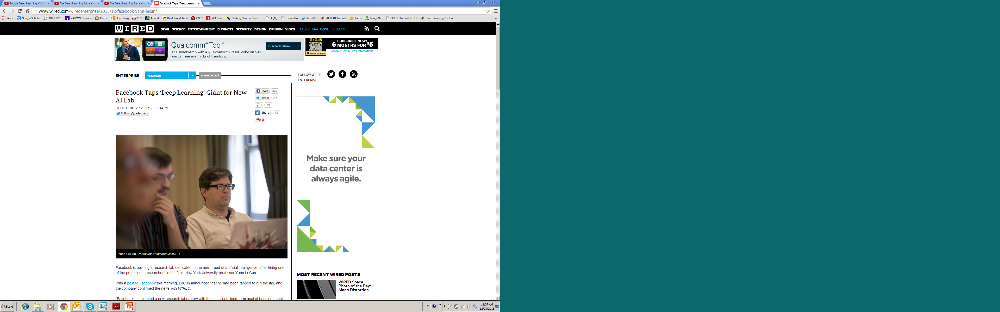 Google Deep Learning - YouT
The Deep Learning Saga - Yo
The Deep Learning Saga - Yo
Facebook Taps 'Deep Learnin
www.wired.com/wiredenterprise/2013/12/facebook-yann-lecun/
Apps Google Scholar NIPS 2013 YAHOO! Finance Caffe Bloomberg EET Anand Real World Tech CNET MIT Tech Spiking Neuron Gerst... A_Ng brevetto Xeon Phi MATLAB Tutorial Torch ImageNet UFLDL Tutorial - Ufldl Deep Learning Toolbo... »
WIRED GEAR SCIENCE ENTERTAINMENT BUSINESS SECURITY DESIGN OPINION VIDEO INSIDER MAGAZINE SUBSCRIBE
Qualcomm® Toq™
The smartwatch with a Qualcomm® Mirasol™ color display
you can see even in bright sunlight.
Discover More +
WIRED
BILL GATES
Subscribe with Amazon
SUBSCRIBE NOW!
6 MONTHS FOR $5
Renew | Give a Gift | International
ENTERPRISE research uncategorized
FOLLOW WIRED
ENTERPRISE
Facebook Taps ‘Deep Learning’ Giant for New
AI Lab
BY CADE METZ 12.09.13 3:14 PM
Follow @cademetz
Share 239
Tweet 214
g+1 43
in Share 48
Pin it
Make sure your
data center is
always agile.
Yann LeCun. Photo: Josh Valcarcel/WIRED
Facebook is building a research lab dedicated to the new breed of artificial intelligence, after hiring one
of the preeminent researchers in the field: New York University professor Yann LeCun.
With a post to Facebook this morning, LeCun announced that he had been tapped to run the lab, and
the company confirmed the news with WIRED.
“Facebook has created a new research laboratory with the ambitious, long-term goal of bringing about
MOST RECENT WIRED POSTS
WIRED Space
Photo of the Day:
Moon Distortion
Start
EN
11:37 AM
12/23/2013